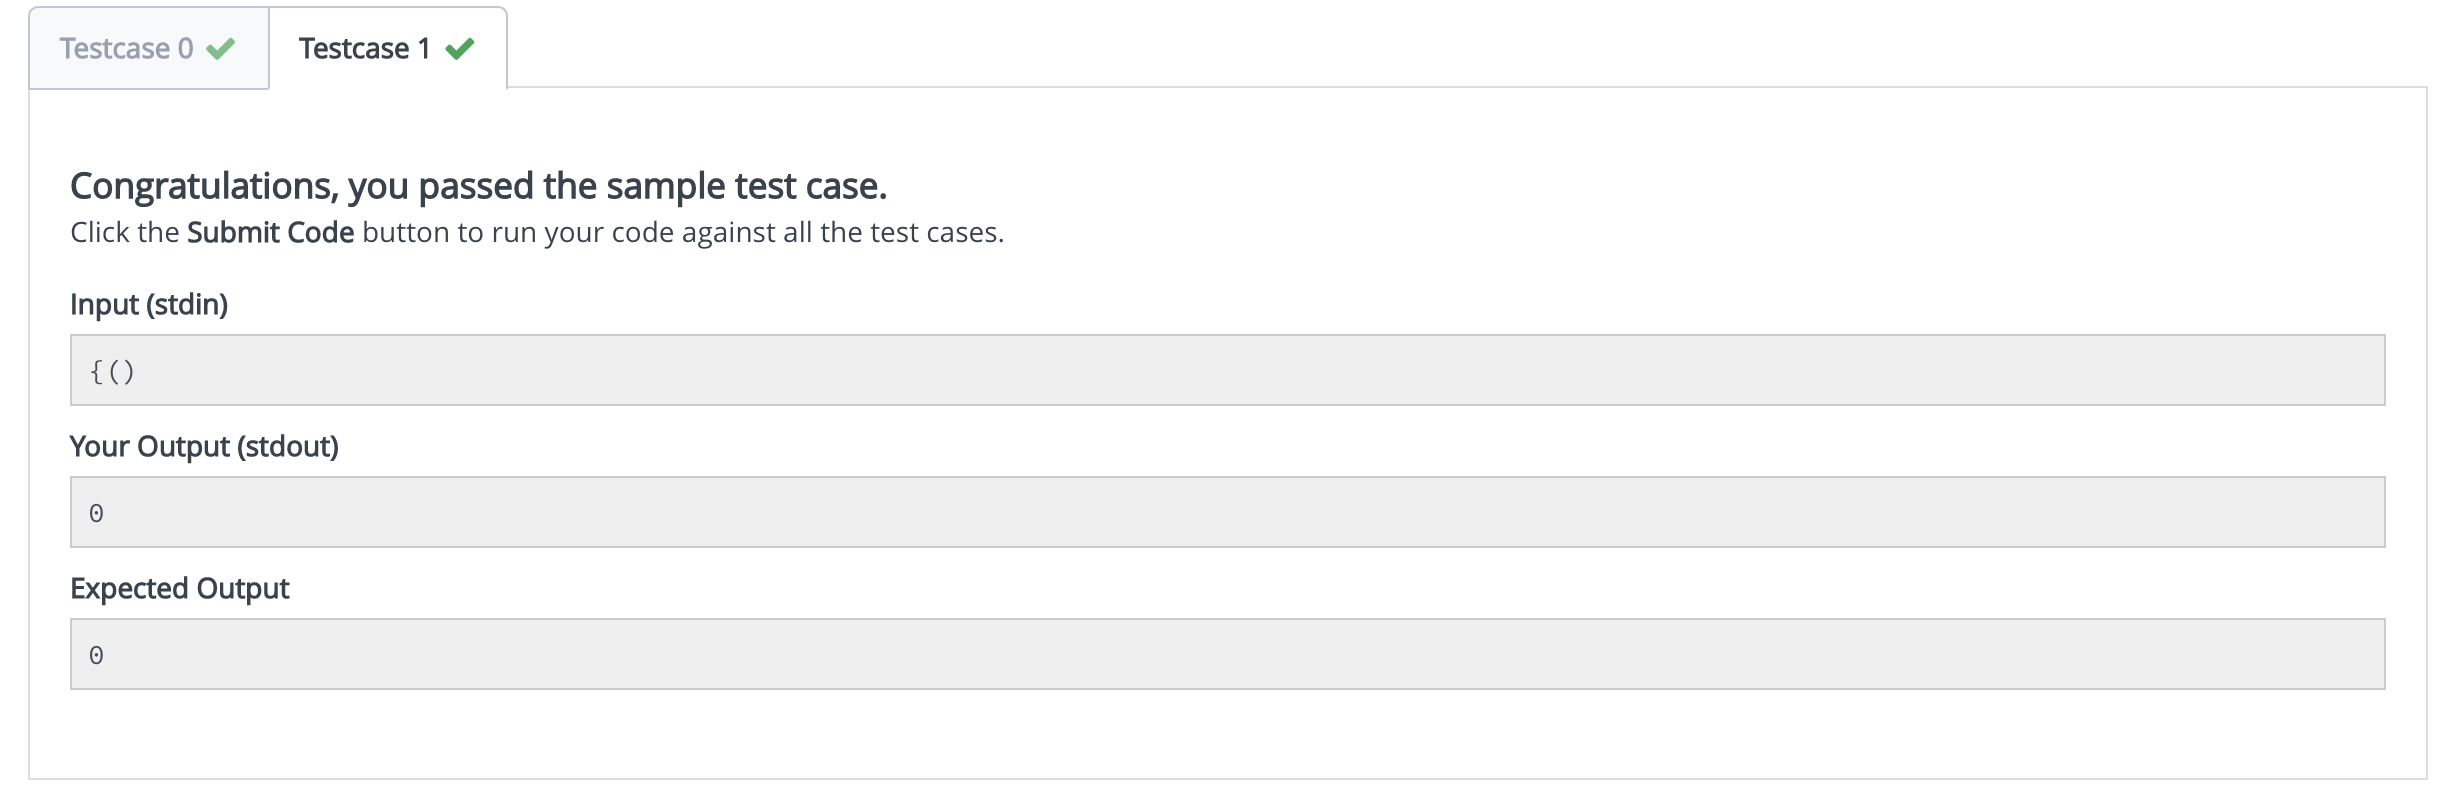 Testcase 0
Testcase 1
Congratulations, you passed the sample test case.
Click the Submit Code button to run your code against all the test cases.
Input (stdin)
{()
Your Output (stdout)
0
Expected Output
0